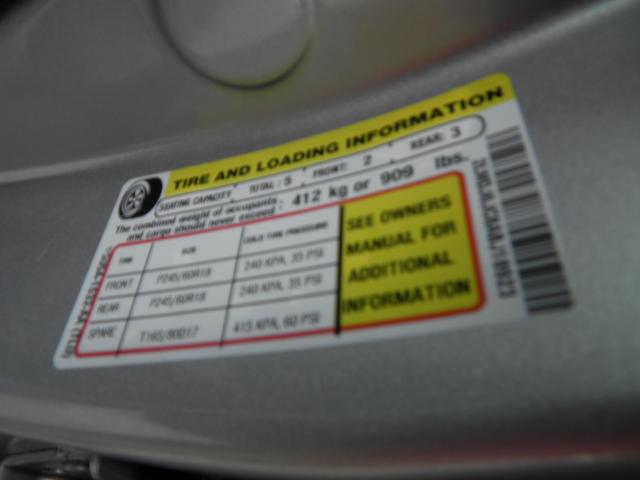 TIRE AND LOADING INFORMATION
SEATING CAPACITY TOTAL: 5 FRONT: 2 REAR: 3
The combined weight of occupants and cargo should never exceed: 412 kg or 909 lbs.
TIRE SIZE COLD TIRE PRESSURE
FRONT P245/60R18 240 KPA, 35 PSI
REAR P245/60R18 240 KPA, 35 PSI
SPARE T165/80D17 415 KPA, 60 PSI
SEE OWNERS
MANUAL FOR
ADDITIONAL
INFORMATION